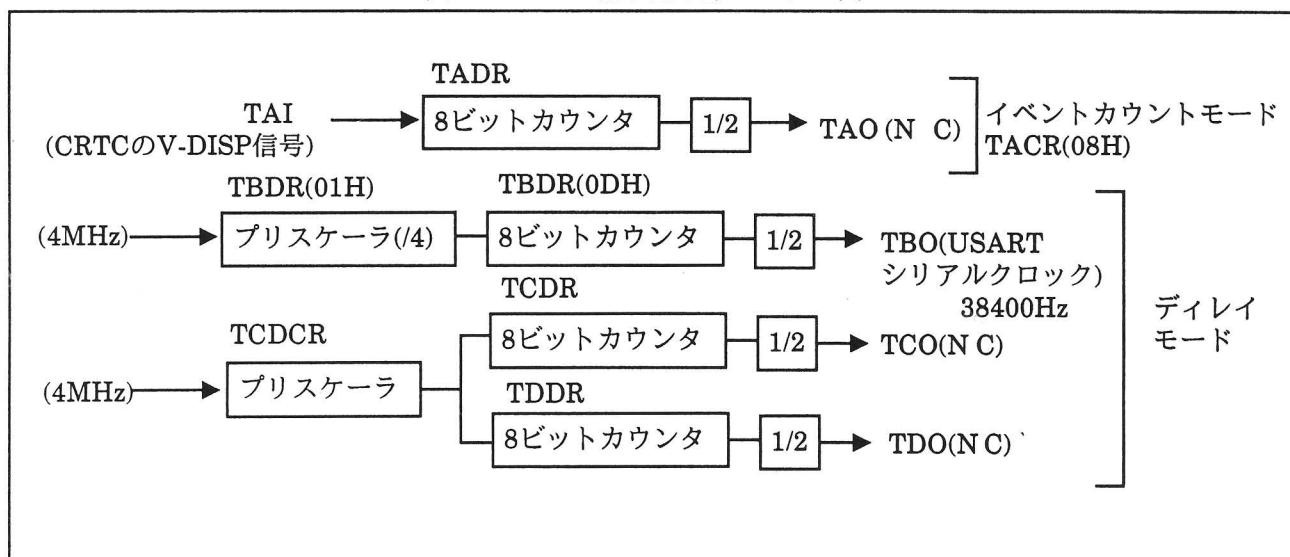 TADR
TAI
8ビットカウンタ
1/2
TAO (N C)
イベントカウントモード
TACR(08H)
(CRTCのV-DISP信号)
TBDR(01H)
TBDR(0DH)
(4MHz)
プリスケーラ(/4)
8ビットカウンタ
1/2
TBO(USART
シリアルクロック)
38400Hz
TCDR
TCDCR
8ビットカウンタ
1/2
TCO(N C)
ディレイ
モード
(4MHz)
プリスケーラ
TDDR
8ビットカウンタ
1/2
TDO(N C)